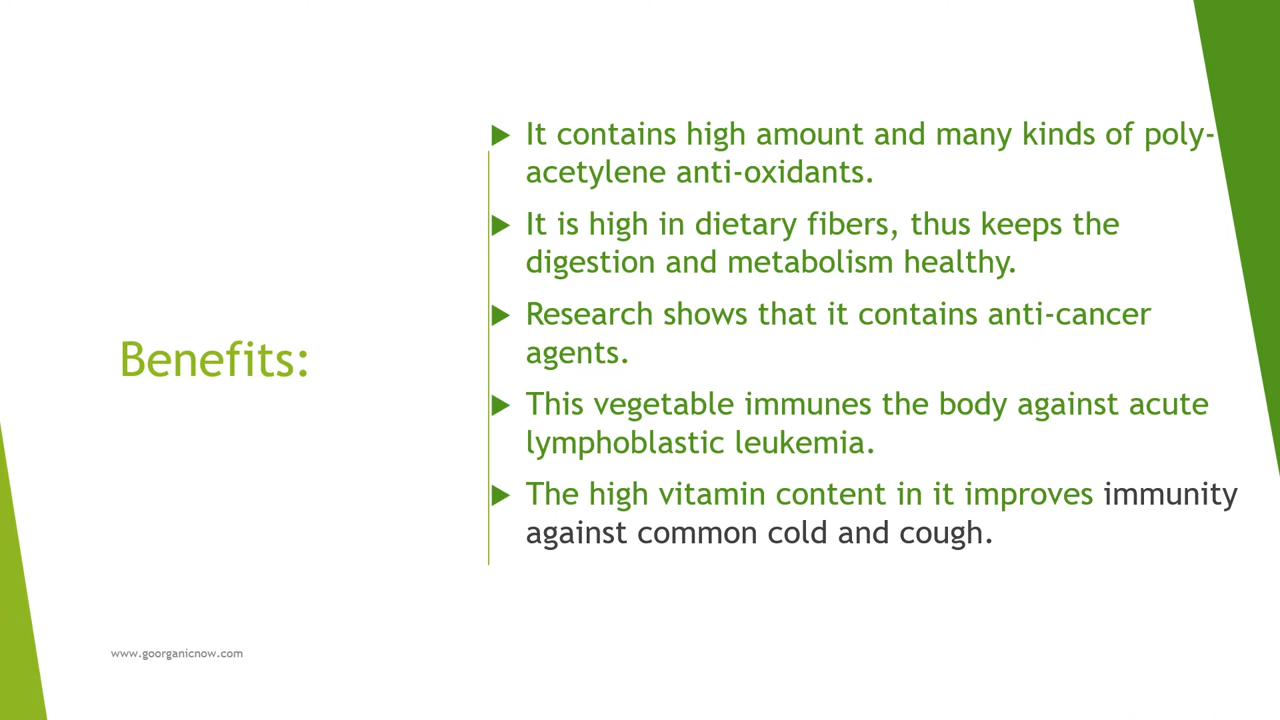 Benefits:
It contains high amount and many kinds of poly-
acetylene anti-oxidants.
It is high in dietary fibers, thus keeps the
digestion and metabolism healthy.
Research shows that it contains anti-cancer
agents.
This vegetable immunes the body against acute
lymphoblastic leukemia.
The high vitamin content in it improves immunity
against common cold and cough.
www.goorganicnow.com